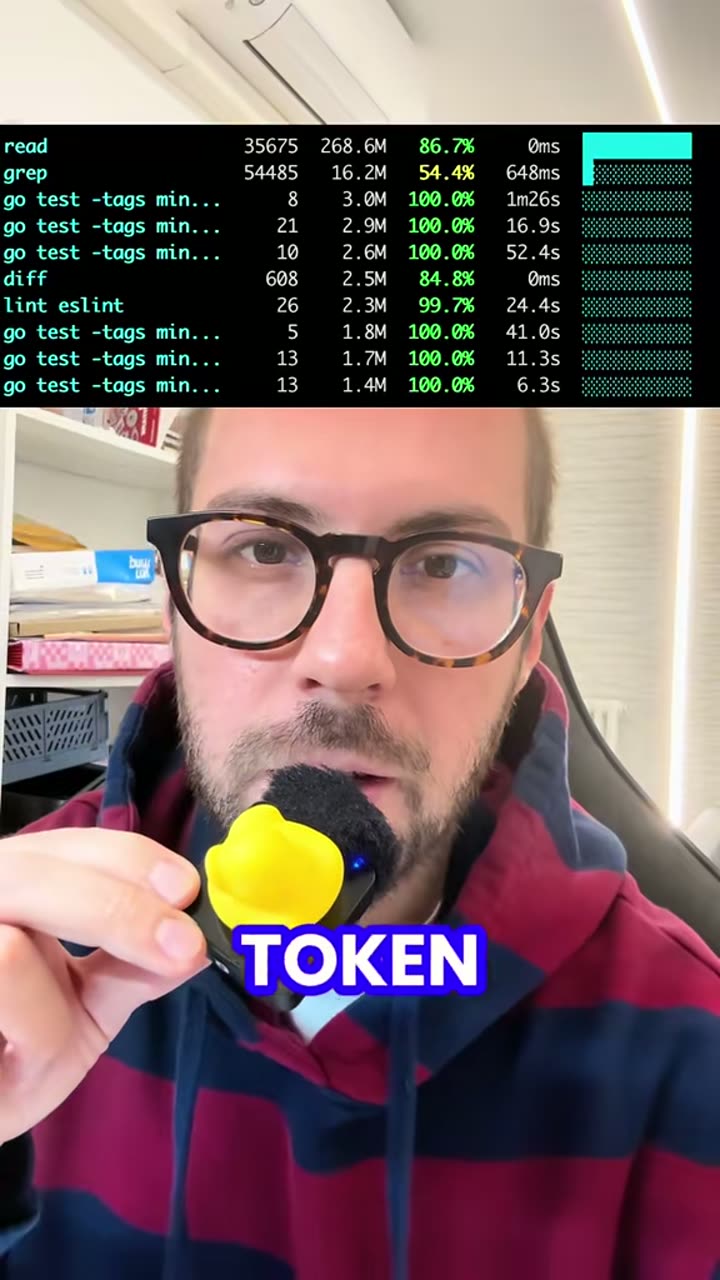 read 35675 268.6M 86.7% 0ms
grep 54485 16.2M 54.4% 648ms
go test -tags min... 8 3.0M 100.0% 1m26s
go test -tags min... 21 2.9M 100.0% 16.9s
go test -tags min... 10 2.6M 100.0% 52.4s
diff 608 2.5M 84.8% 0ms
lint eslint 26 2.3M 99.7% 24.4s
go test -tags min... 5 1.8M 100.0% 41.0s
go test -tags min... 13 1.7M 100.0% 11.3s
go test -tags min... 13 1.4M 100.0% 6.3s
TOKEN